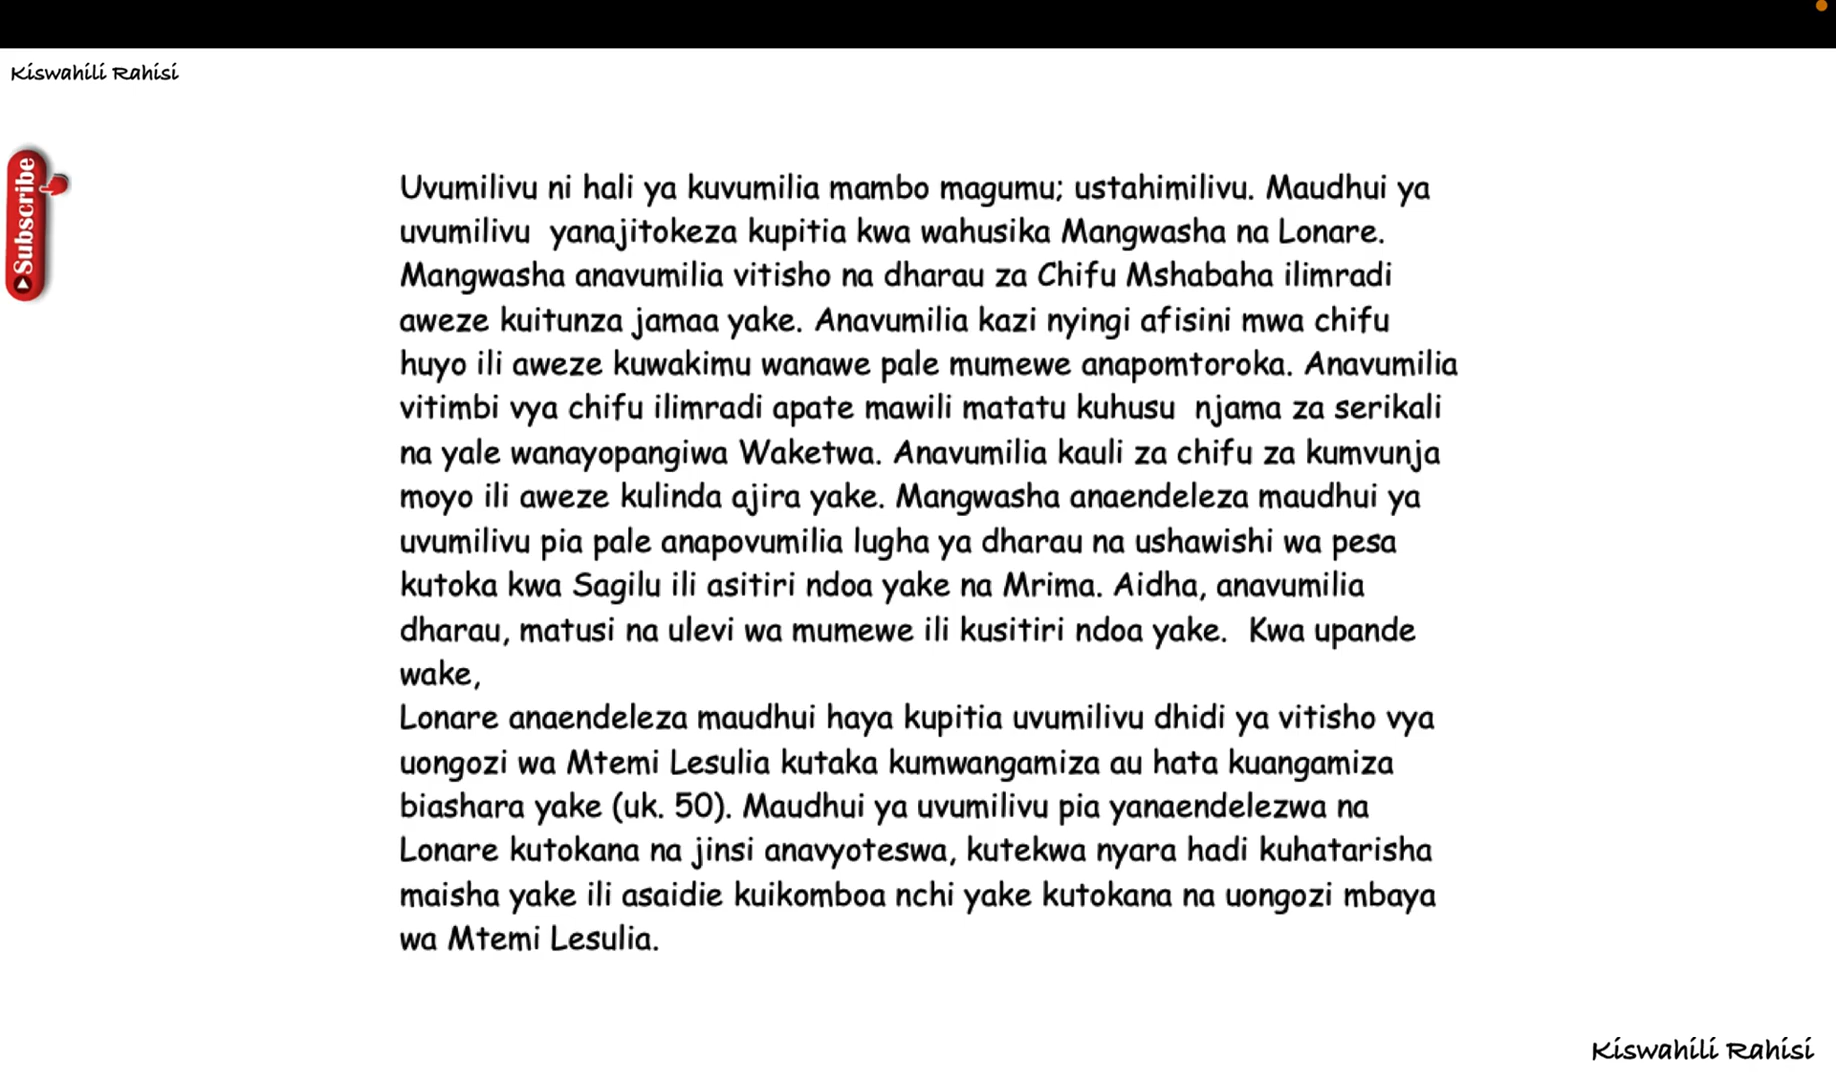 Kiswahili Rahisi
Subscribe
Uvumilivu ni hali ya kuvumilia mambo magumu; ustahimilivu. Maudhui ya
uvumilivu yanajitokeza kupitia kwa wahusika Mangwasha na Lonare.
Mangwasha anavumilia vitisho na dharau za Chifu Mshabaha ilimradi
aweze kuitunza jamaa yake. Anavumilia kazi nyingi afisini mwa chifu
huyo ili aweze kuwakimu wanawe pale mumewe anapomtoroka. Anavumilia
vitimbi vya chifu ilimradi apate mawili matatu kuhusu njama za serikali
na yale wanayopangiwa Waketwa. Anavumilia kauli za chifu za kumvunja
moyo ili aweze kulinda ajira yake. Mangwasha anaendeleza maudhui ya
uvumilivu pia pale anapovumilia lugha ya dharau na ushawishi wa pesa
kutoka kwa Sagilu ili asitiri ndoa yake na Mrima. Aidha, anavumilia
dharau, matusi na ulevi wa mumewe ili kusitiri ndoa yake. Kwa upande
wake,
Lonare anaendeleza maudhui haya kupitia uvumilivu dhidi ya vitisho vya
uongozi wa Mtemi Lesulia kutaka kumwangamiza au hata kuangamiza
biashara yake (uk. 50). Maudhui ya uvumilivu pia yanaendelezwa na
Lonare kutokana na jinsi anavyoteswa, kutekwa nyara hadi kuhatarisha
maisha yake ili asaidie kuikomboa nchi yake kutokana na uongozi mbaya
wa Mtemi Lesulia.
Kiswahili Rahisi